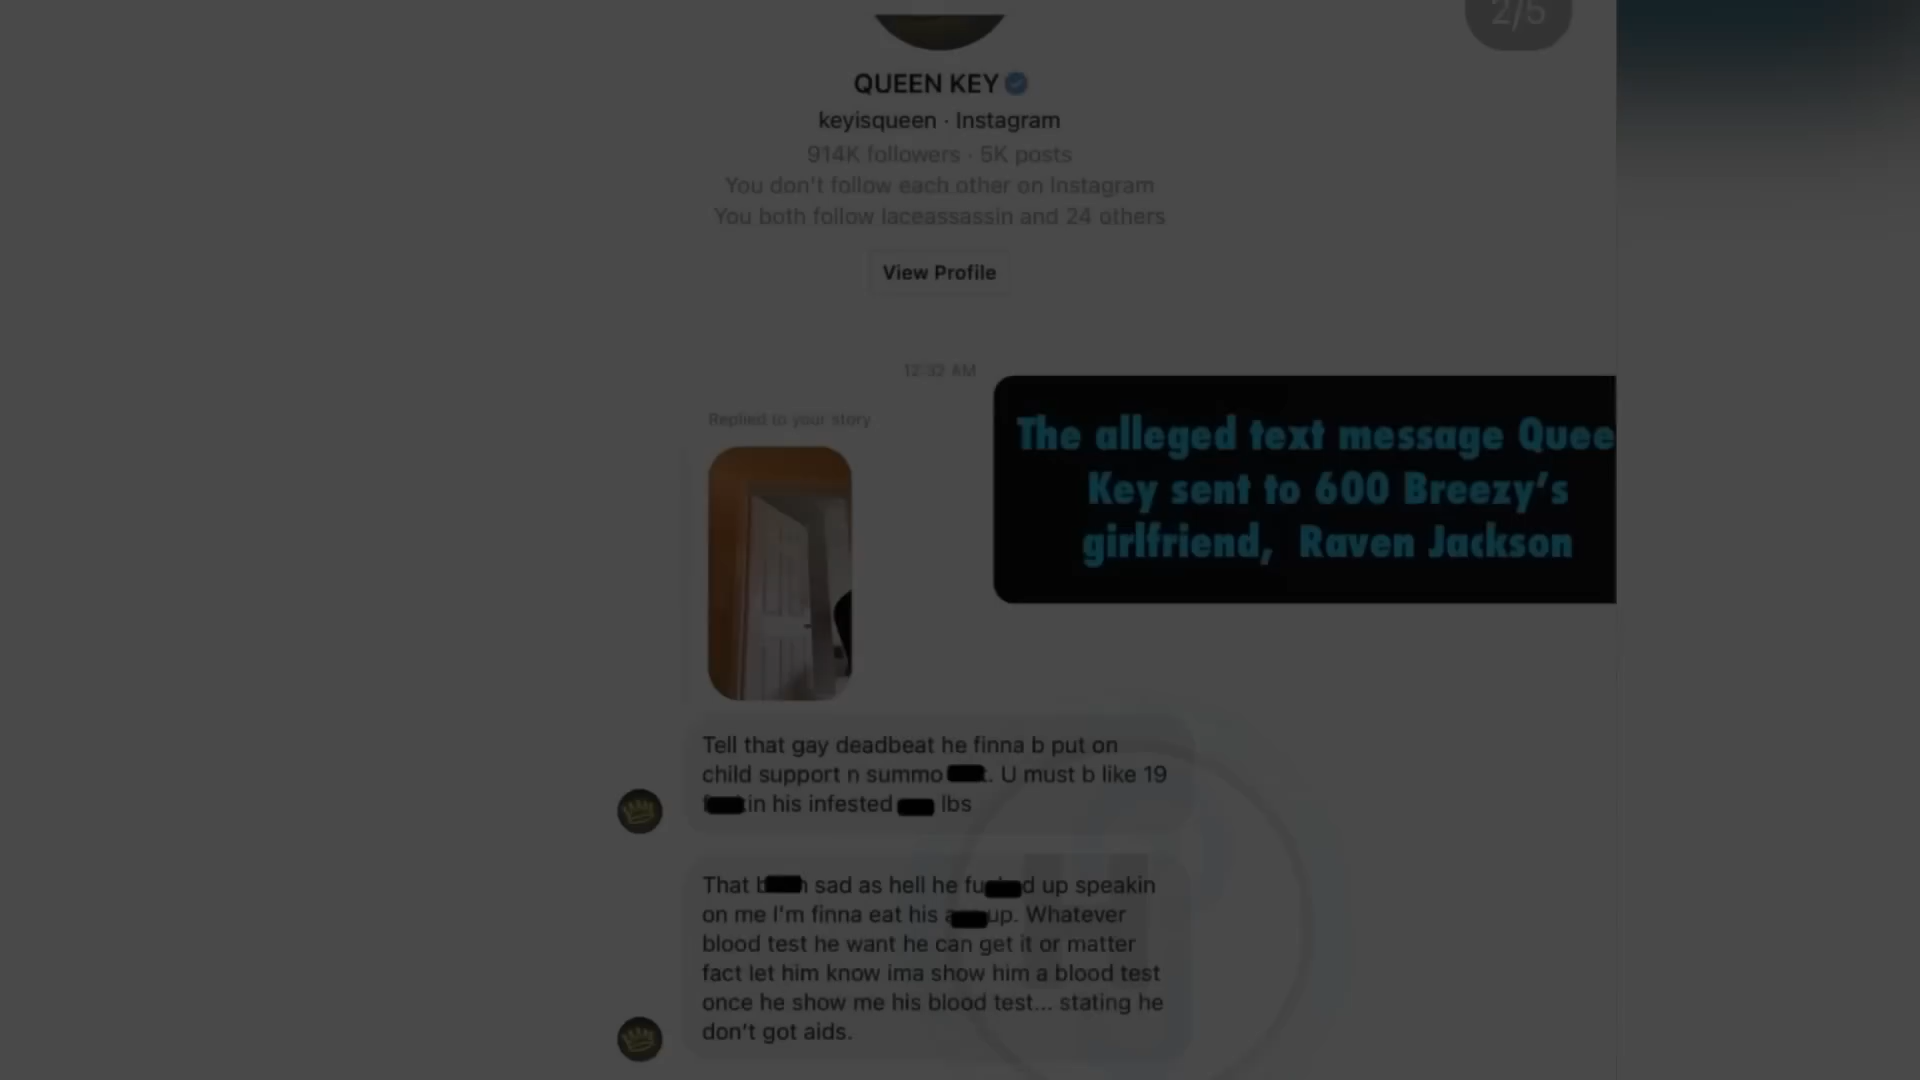 2/5
QUEEN KEY
keyisqueen · Instagram
914K followers · 5K posts
You don't follow each other on Instagram
You both follow laceassassin and 24 others
View Profile
12:32 AM
Replied to your story
The alleged text message Quee
Key sent to 600 Breezy's
girlfriend, Raven Jackson
Tell that gay deadbeat he finna b put on
child support n summo . U must b like 19
in his infested lbs
That sad as hell he up speakin
on me I'm finna eat his up. Whatever
blood test he want he can get it or matter
fact let him know ima show him a blood test
once he show me his blood test... stating he
don't got aids.